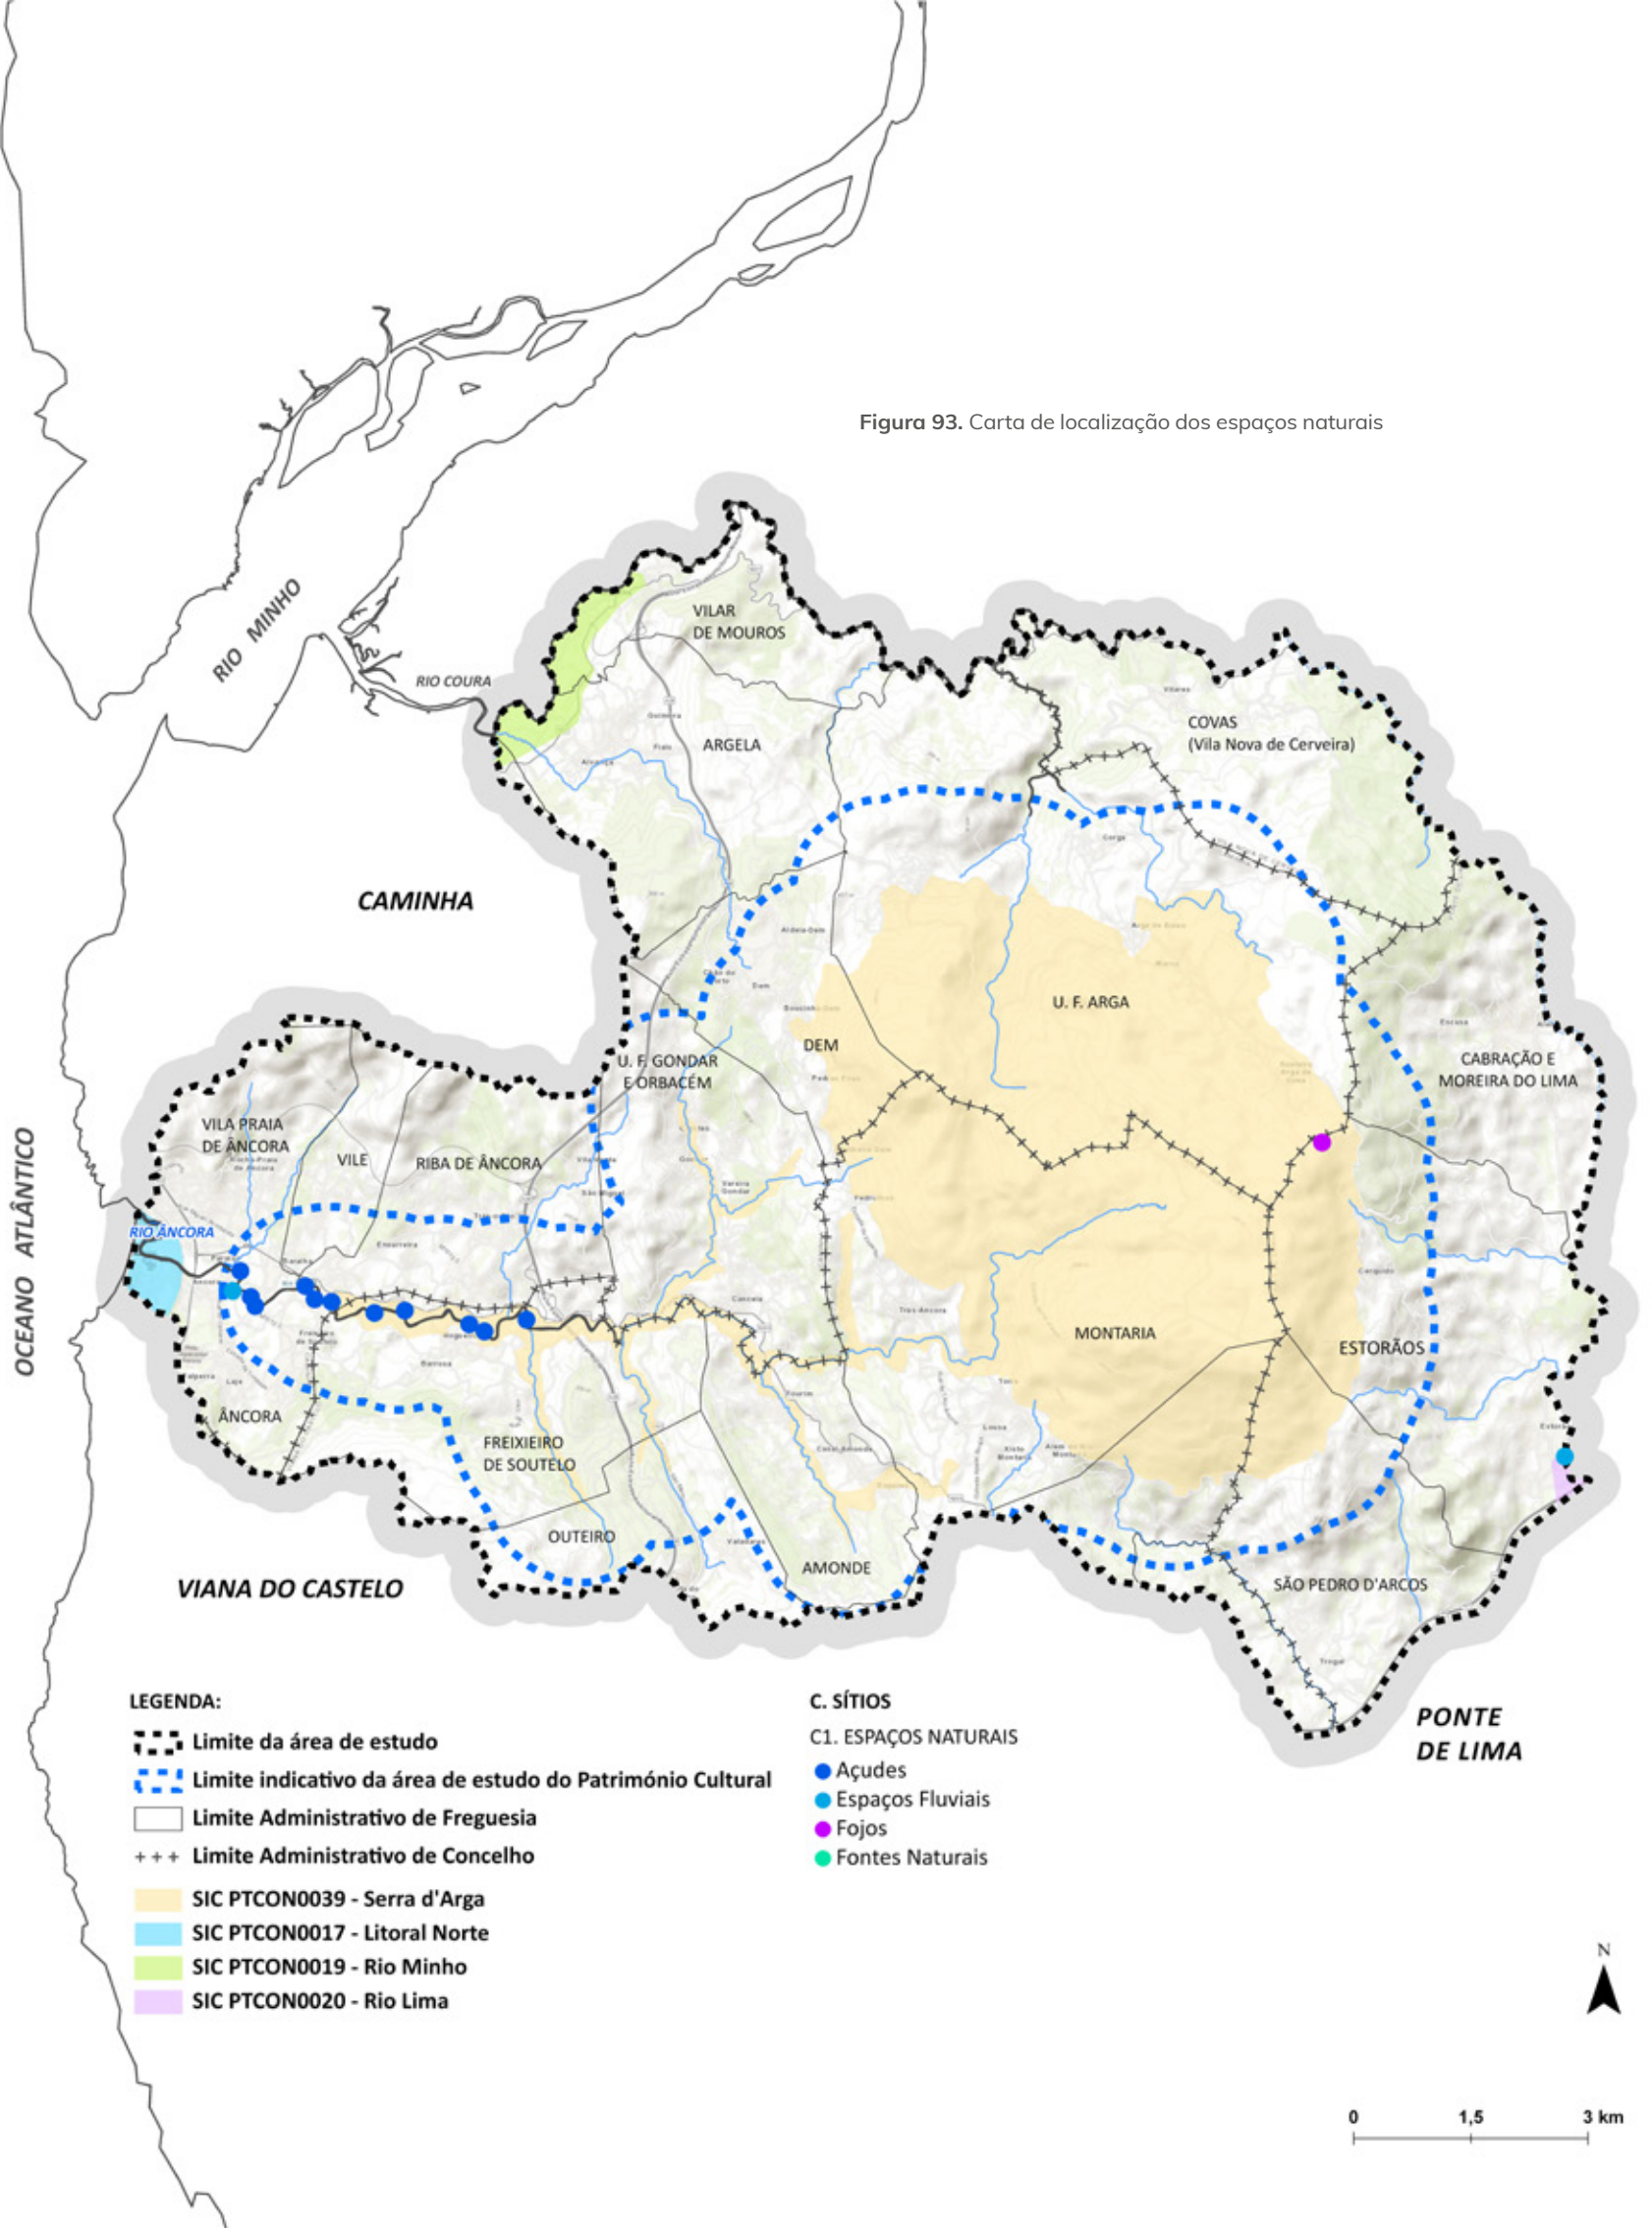 Figura 93. Carta de localização dos espaços naturais
RIO MINHO
RIO COURA
VILAR
DE MOUROS
COVAS
(Vila Nova de Cerveira)
ARGELA
CAMINHA
U. F. ARGA
DEM
U. F. GONDAR
E ORBACÉM
CABRAÇÃO E
MOREIRA DO LIMA
VILA PRAIA
DE ÂNCORA
VILE
RIBA DE ÂNCORA
OCEANO ATLÂNTICO
RIO ÂNCORA
MONTARIA
ESTORÃOS
ÂNCORA
FREIXIEIRO
DE SOUTELO
OUTEIRO
AMONDE
SÃO PEDRO D'ARCOS
VIANA DO CASTELO
PONTE
DE LIMA
LEGENDA:
Limite da área de estudo
Limite indicativo da área de estudo do Património Cultural
Limite Administrativo de Freguesia
Limite Administrativo de Concelho
SIC PTCON0039 - Serra d'Arga
SIC PTCON0017 - Litoral Norte
SIC PTCON0019 - Rio Minho
SIC PTCON0020 - Rio Lima
C. SÍTIOS
C1. ESPAÇOS NATURAIS
Açudes
Espaços Fluviais
Fojos
Fontes Naturais
N
0 1,5 3 km